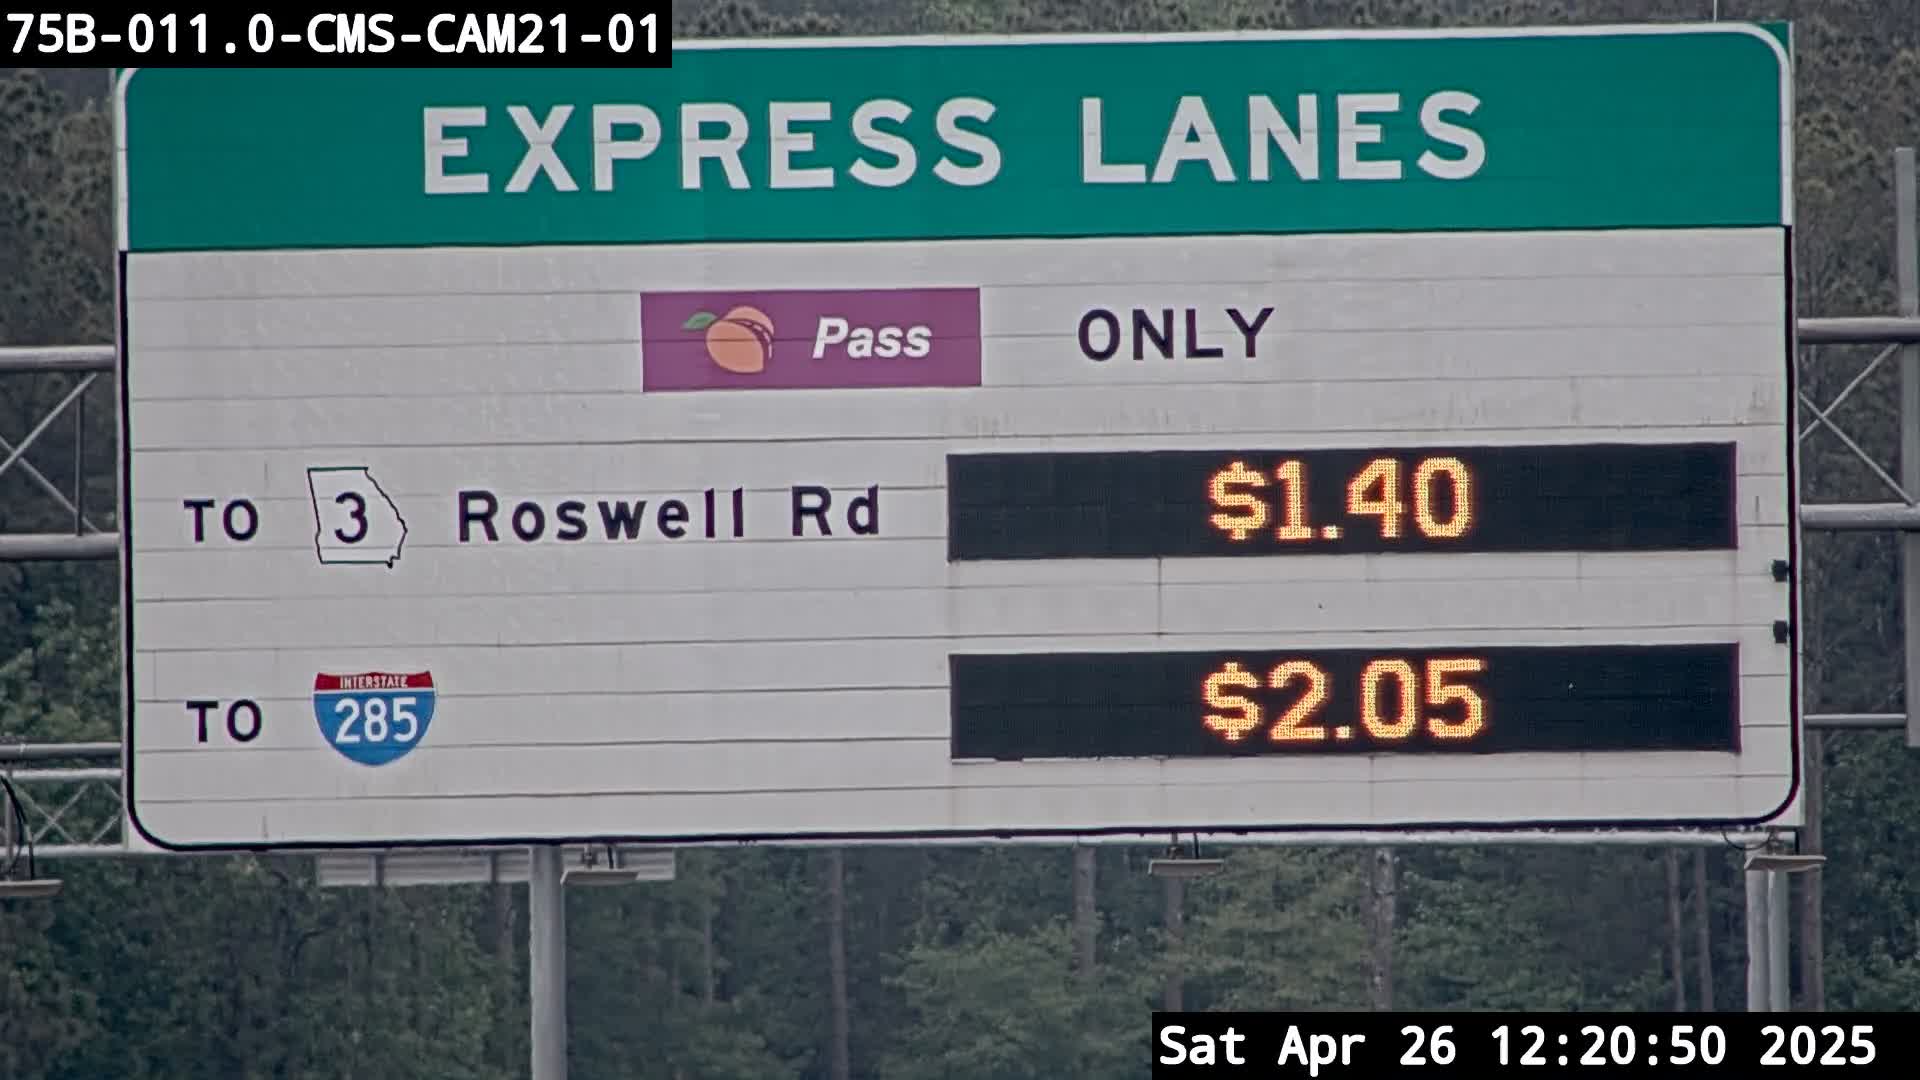 75B-011.0-CMS-CAM21-01
EXPRESS LANES
Pass ONLY
TO 3 Roswell Rd $1.40
TO INTERSTATE 285 $2.05
Sat Apr 26 12:20:50 2025